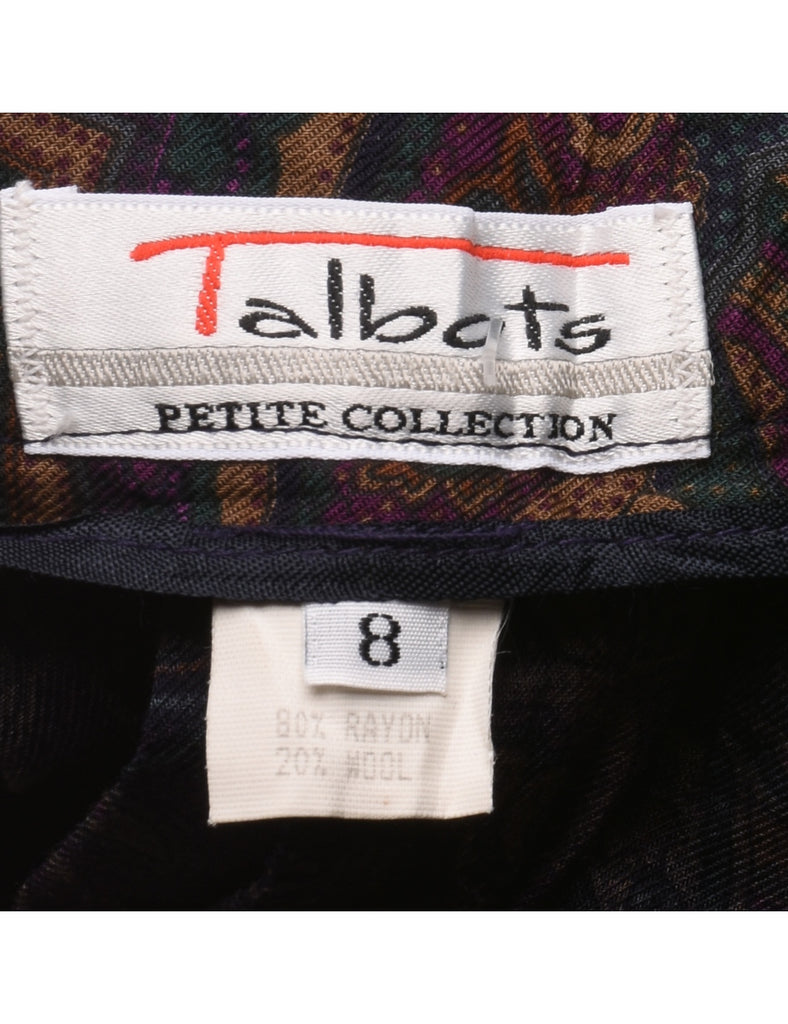 Talbots
PETITE COLLECTION
8
80% RAYON
20% WOOL